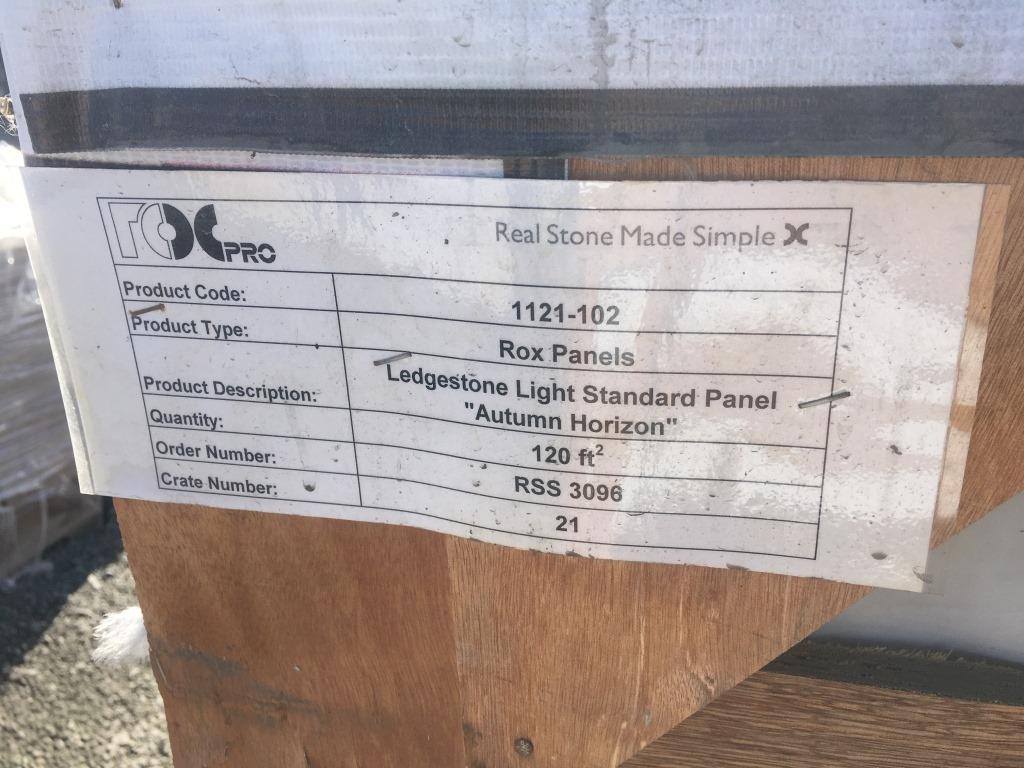 ROX PRO
Real Stone Made Simple
Product Code: 1121-102
Product Type: Rox Panels
Product Description: Ledgestone Light Standard Panel
"Autumn Horizon"
Quantity: 120 ft²
Order Number: RSS 3096
Crate Number: 21